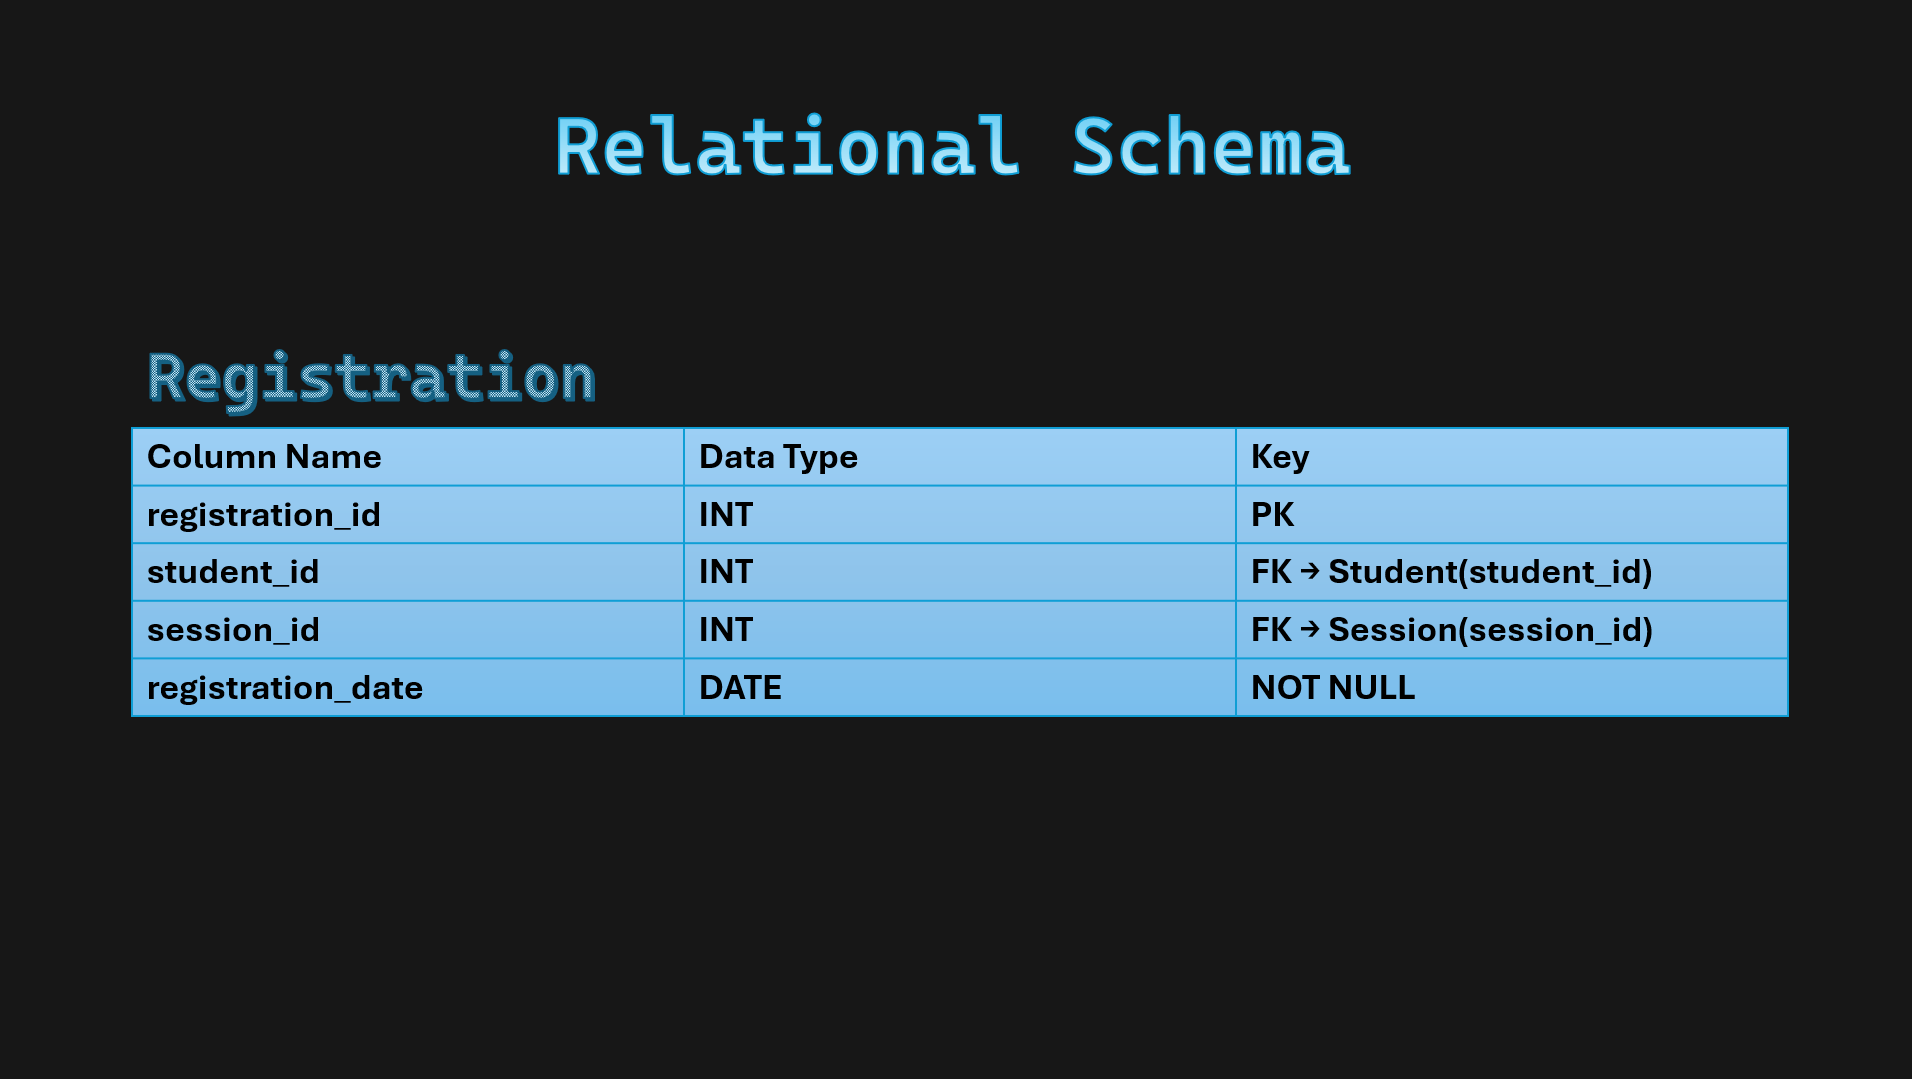 Relational Schema
Registration
Column Name Data Type Key
registration_id INT PK
student_id INT FK → Student(student_id)
session_id INT FK → Session(session_id)
registration_date DATE NOT NULL